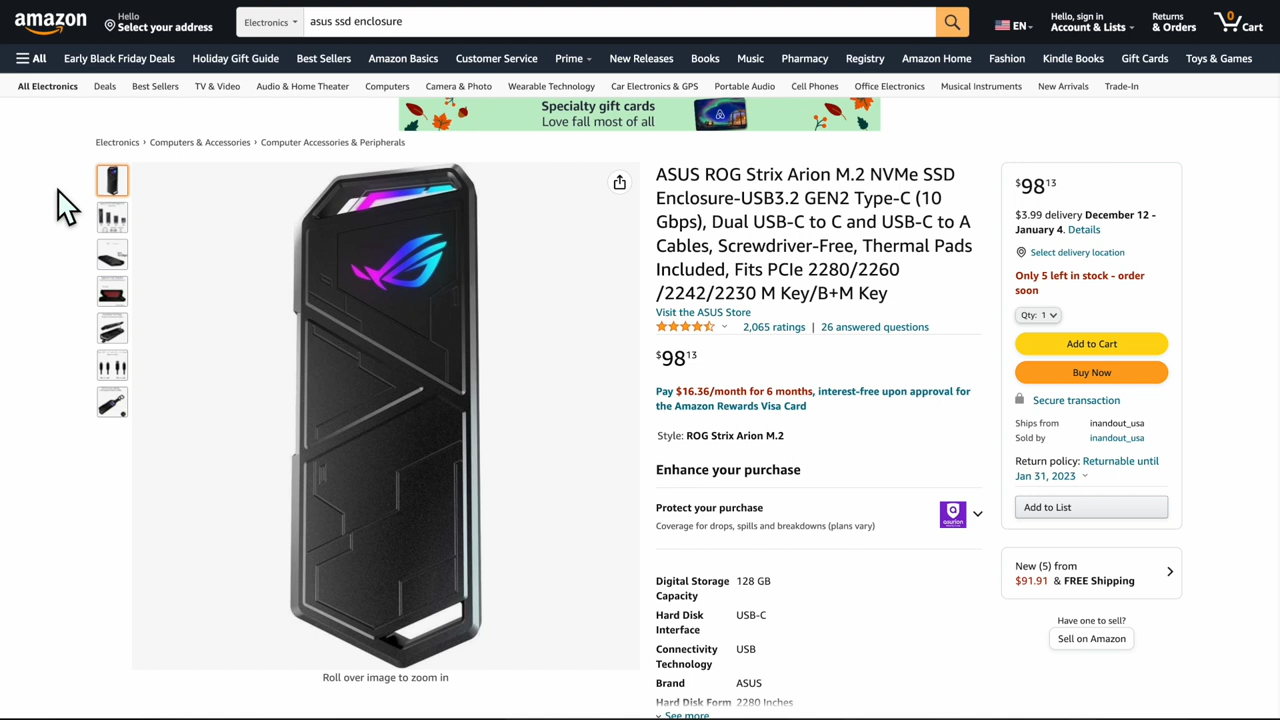 amazon
Hello
Select your address
Electronics
asus ssd enclosure
EN
Hello, sign in
Account & Lists
Returns
& Orders
0
Cart
All
Early Black Friday Deals
Holiday Gift Guide
Best Sellers
Amazon Basics
Customer Service
Prime
New Releases
Books
Music
Pharmacy
Registry
Amazon Home
Fashion
Kindle Books
Gift Cards
Toys & Games
All Electronics
Deals
Best Sellers
TV & Video
Audio & Home Theater
Computers
Camera & Photo
Wearable Technology
Car Electronics & GPS
Portable Audio
Cell Phones
Office Electronics
Musical Instruments
New Arrivals
Trade-In
Specialty gift cards
Love fall most of all
Electronics › Computers & Accessories › Computer Accessories & Peripherals
Roll over image to zoom in
ASUS ROG Strix Arion M.2 NVMe SSD
Enclosure-USB3.2 GEN2 Type-C (10
Gbps), Dual USB-C to C and USB-C to A
Cables, Screwdriver-Free, Thermal Pads
Included, Fits PCIe 2280/2260
/2242/2230 M Key/B+M Key
Visit the ASUS Store
2,065 ratings | 26 answered questions
$9813
Pay $16.36/month for 6 months, interest-free upon approval for
the Amazon Rewards Visa Card
Style: ROG Strix Arion M.2
Enhance your purchase
Protect your purchase
Coverage for drops, spills and breakdowns (plans vary)
asurion
Digital Storage
Capacity
128 GB
Hard Disk
Interface
USB-C
Connectivity
Technology
USB
Brand
ASUS
Hard Disk Form
2280 Inches
See more
$9813
$3.99 delivery December 12 -
January 4. Details
Select delivery location
Only 5 left in stock - order
soon
Qty: 1
Add to Cart
Buy Now
Secure transaction
Ships from
inandout_usa
Sold by
inandout_usa
Return policy: Returnable until
Jan 31, 2023
Add to List
New (5) from
$91.91 & FREE Shipping
Have one to sell?
Sell on Amazon